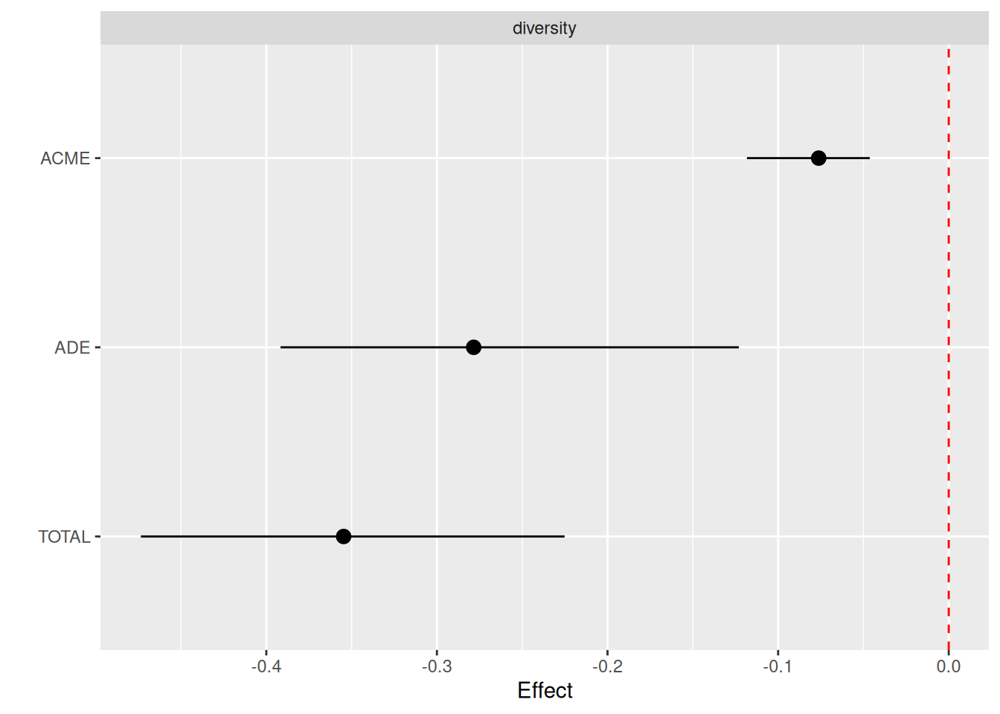 diversity
ACME
ADE
TOTAL
-0.4 -0.3 -0.2 -0.1 0.0
Effect